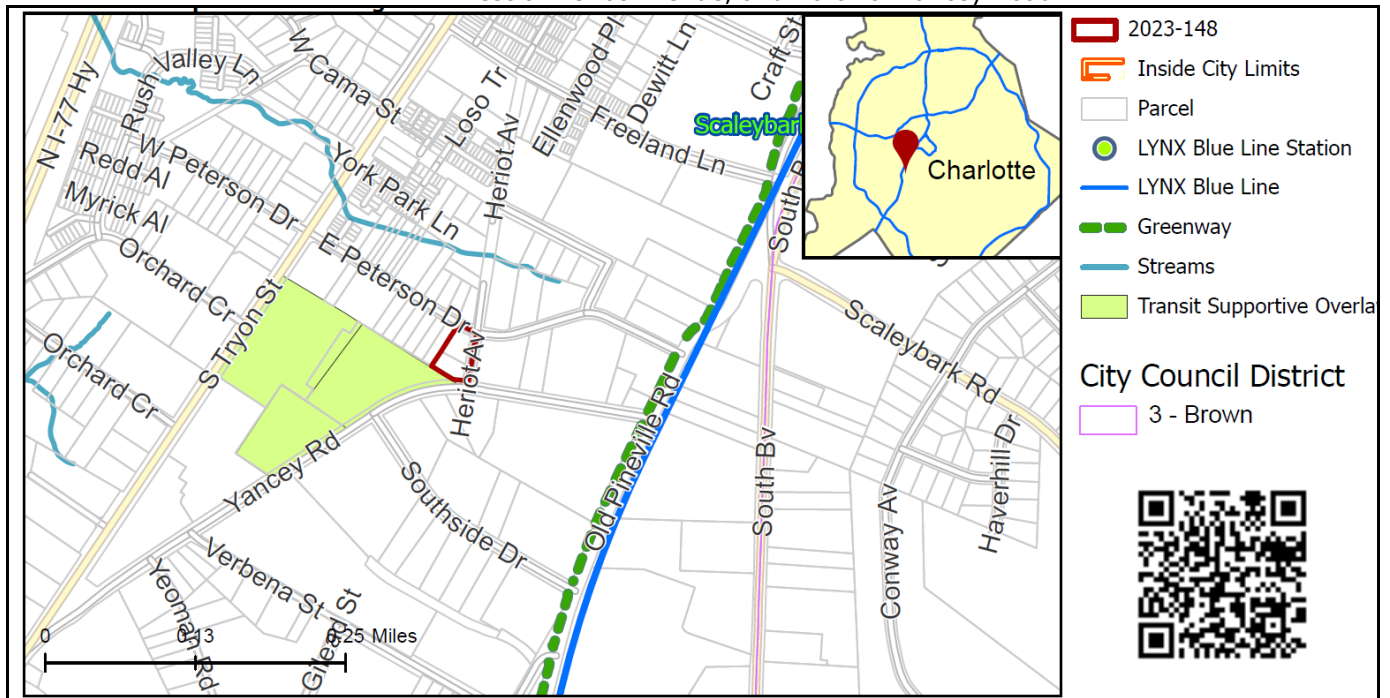 N I-77 Hy
Rush Valley Ln
W Cama St
Loso Tr
Ellenwood Pl
Dewitt Ln
Craft St
Freeland Ln
Scaleybar
Redd Al
W Peterson Dr
York Park Ln
Heriot Av
South B
Myrick Al
Orchard Cr
E Peterson Dr
S Tryon St
Heriot Av
Scaleybark Rd
Orchard Cr
Yancey Rd
Southside Dr
Old Pineville Rd
South Bv
Conway Av
Haverhill Dr
Verbena St
Yeoman Rd
Gilead St
0 0.13 0.25 Miles
Charlotte
2023-148
Inside City Limits
Parcel
LYNX Blue Line Station
LYNX Blue Line
Greenway
Streams
Transit Supportive Overla
City Council District
3 - Brown